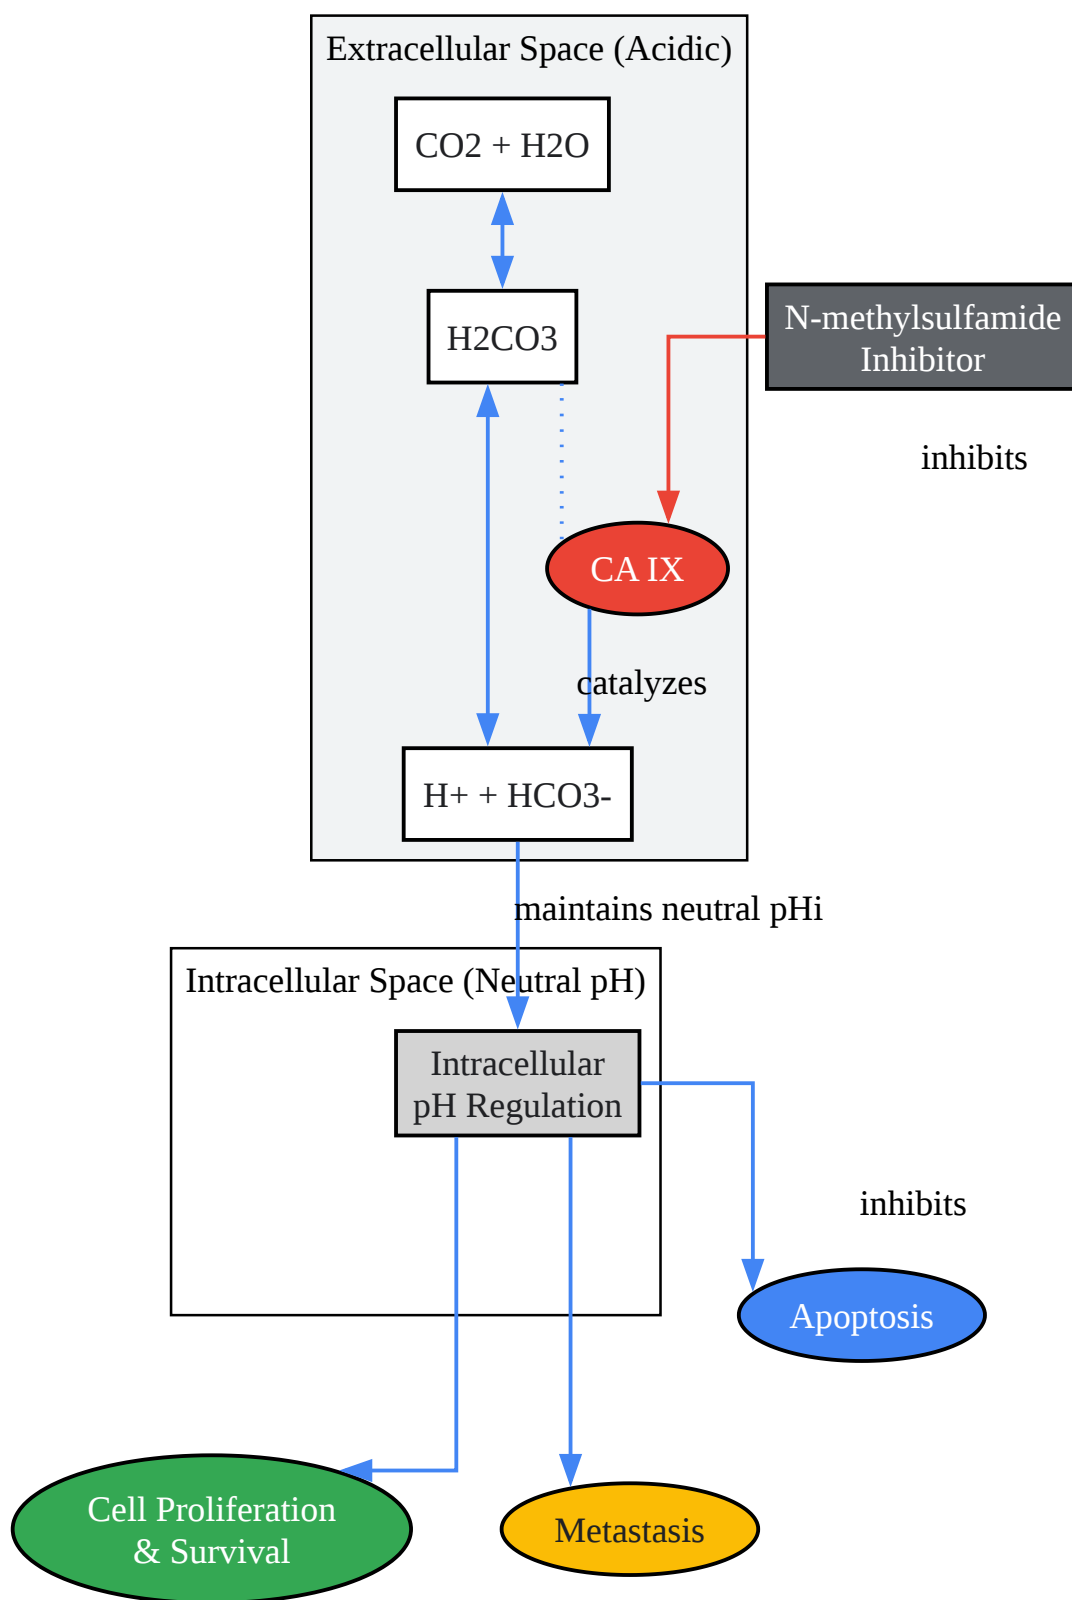 Extracellular Space (Acidic)
CO2 + H2O
H2CO3
N-methylsulfamide
Inhibitor
inhibits
CA IX
catalyzes
H+ + HCO3-
maintains neutral pHi
Intracellular Space (Neutral pH)
Intracellular
pH Regulation
inhibits
Apoptosis
Cell Proliferation
& Survival
Metastasis